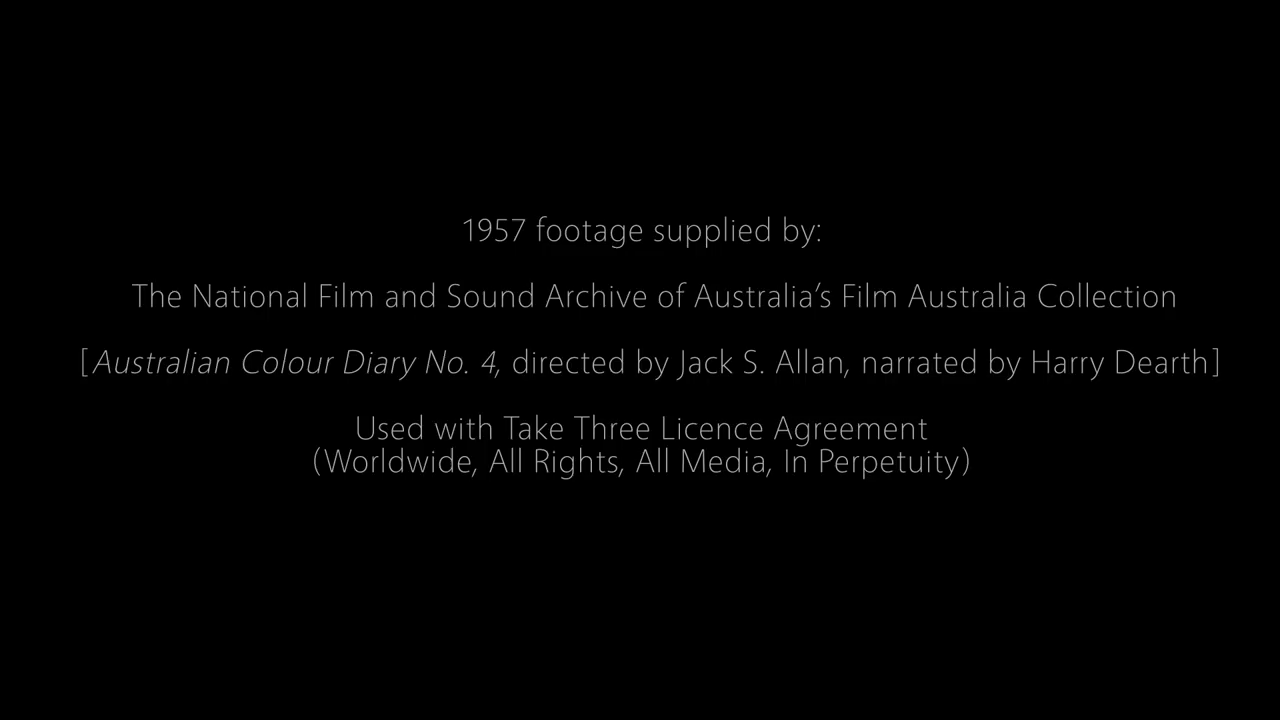 1957 footage supplied by:
The National Film and Sound Archive of Australia’s Film Australia Collection
[Australian Colour Diary No. 4, directed by Jack S. Allan, narrated by Harry Dearth]
Used with Take Three Licence Agreement
(Worldwide, All Rights, All Media, In Perpetuity)